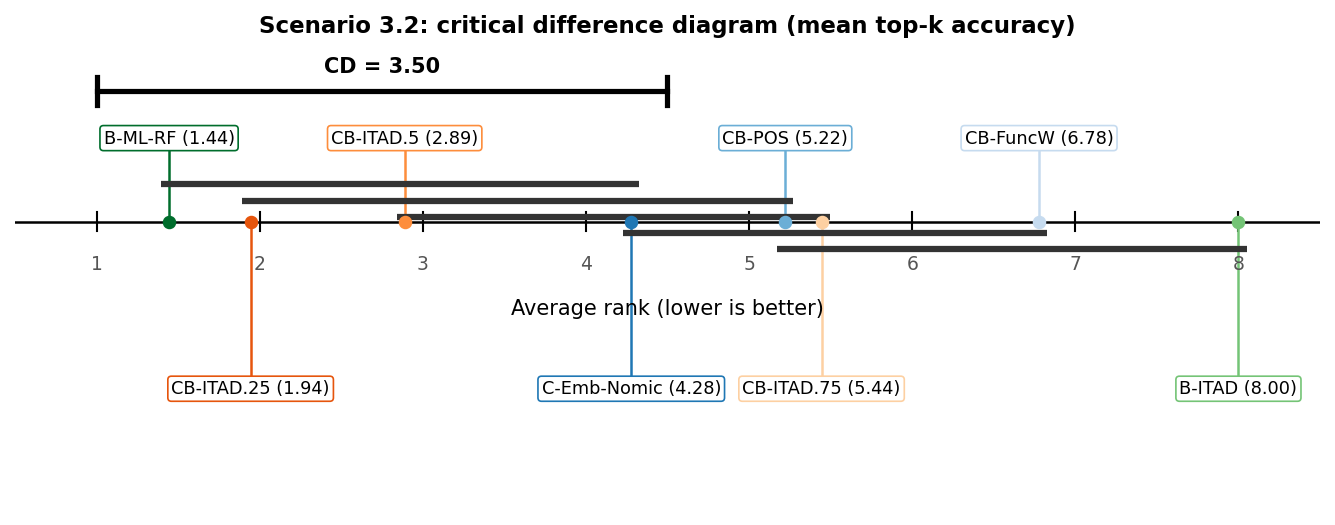 Scenario 3.2: critical difference diagram (mean top-k accuracy)
CD = 3.50
B-ML-RF (1.44)
CB-ITAD.5 (2.89)
CB-POS (5.22)
CB-FuncW (6.78)
1 2 3 4 5 6 7 8
Average rank (lower is better)
CB-ITAD.25 (1.94)
C-Emb-Nomic (4.28)
CB-ITAD.75 (5.44)
B-ITAD (8.00)